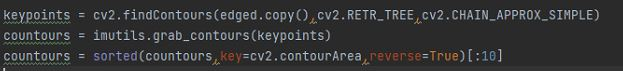 keypoints = cv2.findContours(edged.copy(),cv2.RETR_TREE,cv2.CHAIN_APPROX_SIMPLE)
countours = imutils.grab_contours(keypoints)
countours = sorted(countours,key=cv2.contourArea,reverse=True)[:10]